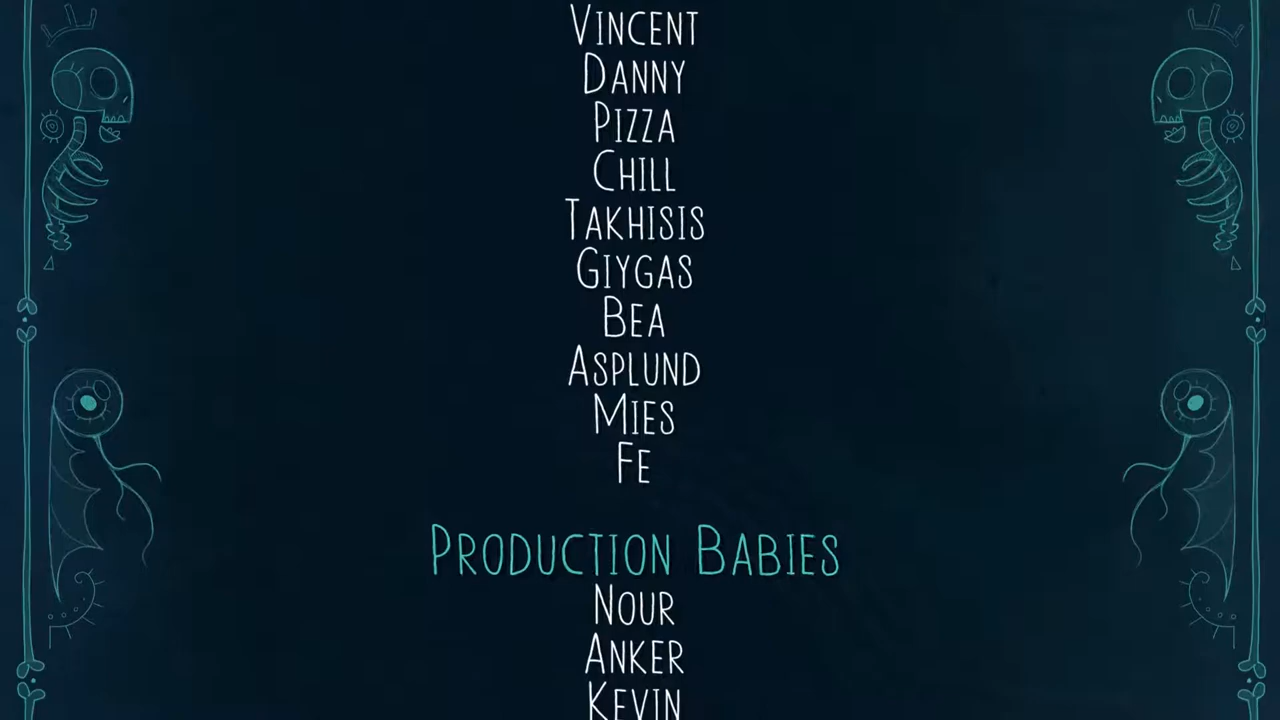 Vincent
Danny
Pizza
Chill
Takhisis
Giygas
Bea
Asplund
Mies
Fe
Production Babies
Nour
Anker
Kevin